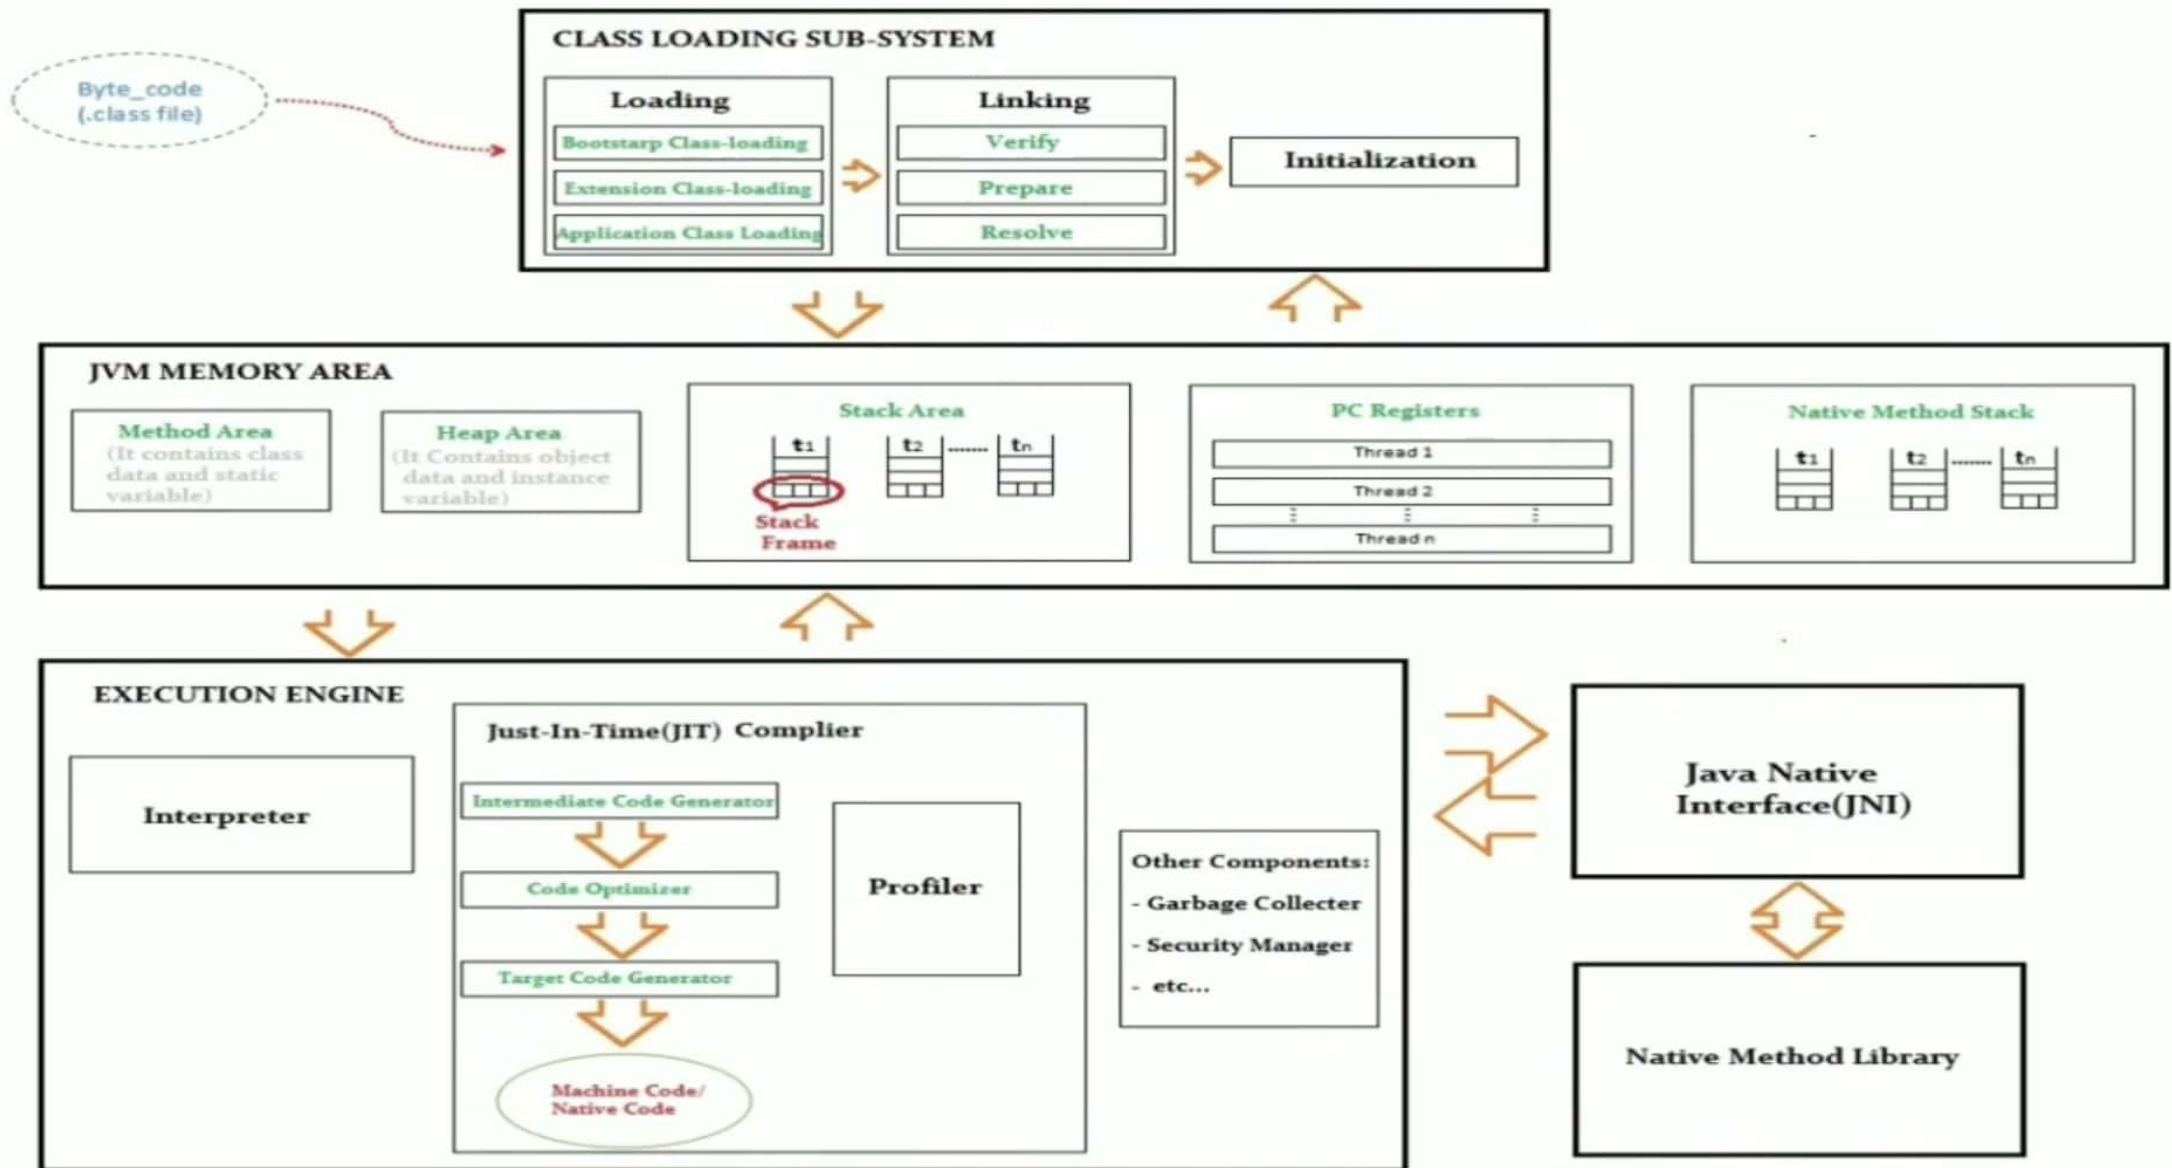 CLASS LOADING SUB-SYSTEM
Byte_code
(.class file)
Loading
Bootstarp Class-loading
Extension Class-loading
Application Class Loading
Linking
Verify
Prepare
Resolve
Initialization
JVM MEMORY AREA
Method Area
(It contains class
data and static
variable)
Heap Area
(It Contains object
data and instance
variable)
Stack Area
t1
t2
.......
tn
Stack
Frame
PC Registers
Thread 1
Thread 2
Thread n
Native Method Stack
t1
t2
.......
tn
EXECUTION ENGINE
Interpreter
Just-In-Time(JIT) Complier
Intermediate Code Generator
Code Optimizer
Target Code Generator
Machine Code/
Native Code
Profiler
Other Components:
- Garbage Collecter
- Security Manager
- etc...
Java Native
Interface(JNI)
Native Method Library